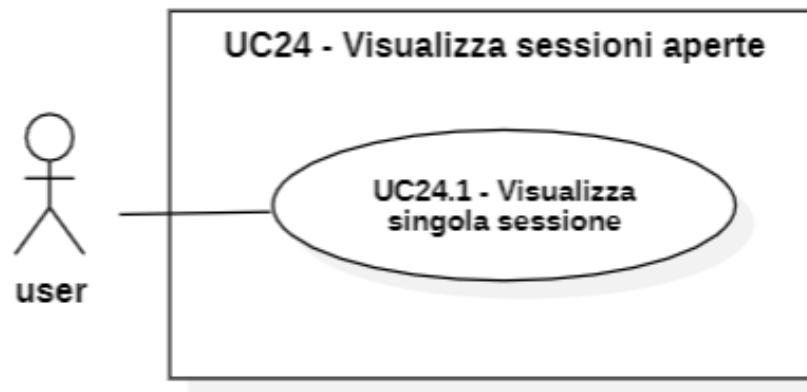 UC24 - Visualizza sessioni aperte
UC24.1 - Visualizza
singola sessione
user